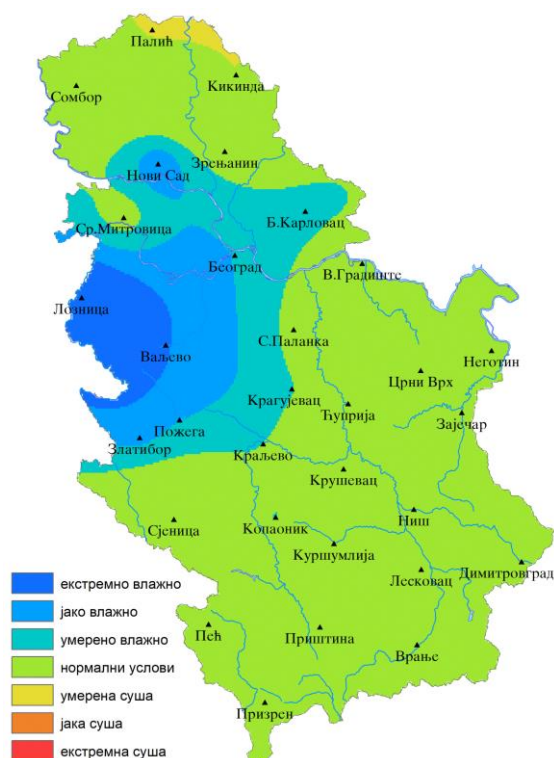 Палић
Сомбор
Кикинда
Зрењанин
Нови Сад
Ср.Митровица
Б.Карловац
Београд
В.Градиште
Лозница
С.Паланка
Ваљево
Неготин
Црни Врх
Крагујевац
Ћуприја
Зајечар
Пожега
Златибор
Краљево
Крушевац
Сјеница
Копаоник
Ниш
Куршумлија
Лесковац
Димитровград
Пећ
Приштина
Врање
Призрен
екстремно влажно
јако влажно
умерено влажно
нормални услови
умерена суша
јака суша
екстремна суша